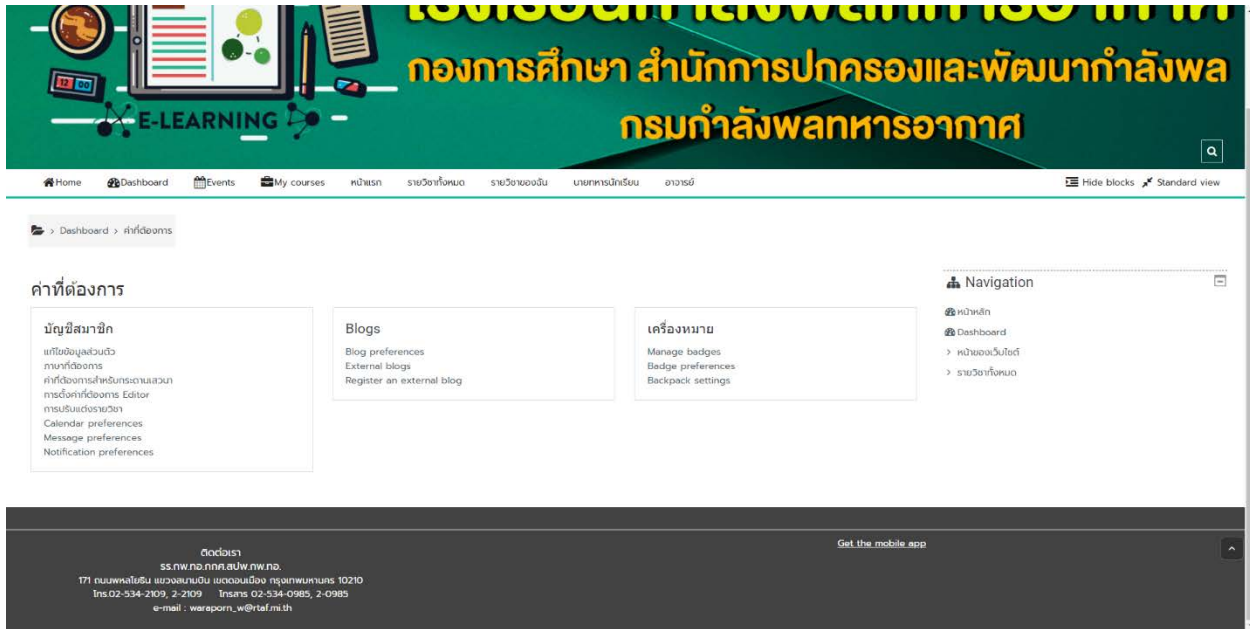 กองการศึกษา สำนักการปกครองและพัฒนากำลังพล
กรมกำลังพลทหารอากาศ
12 00
E-LEARNING
Home Dashboard Events My courses หน้าแรก รายวิชาทั้งหมด รายวิชาของฉัน นายทหารนักเรียน อาจารย์ Hide blocks Standard view
> Dashboard > ค่าที่ต้องการ
ค่าที่ต้องการ
บัญชีสมาชิก
แก้ไขข้อมูลส่วนตัว
ภาษาที่ต้องการ
ค่าที่ต้องการสำหรับกระดานเสวนา
การตั้งค่าที่ต้องการ Editor
การปรับแต่งรายวิชา
Calendar preferences
Message preferences
Notification preferences
Blogs
Blog preferences
External blogs
Register an external blog
เครื่องหมาย
Manage badges
Badge preferences
Backpack settings
Navigation
หน้าหลัก
Dashboard
> หน้าของเว็บไซต์
> รายวิชาทั้งหมด
ติดต่อเรา
รร.กพ.ทอ.กกศ.สปพ.กพ.ทอ.
171 ถนนพหลโยธิน แขวงสนามบิน เขตดอนเมือง กรุงเทพมหานคร 10210
โทร.02-534-2109, 2-2109 โทรสาร 02-534-0985, 2-0985
e-mail : waraporn_w@rtaf.mi.th
Get the mobile app